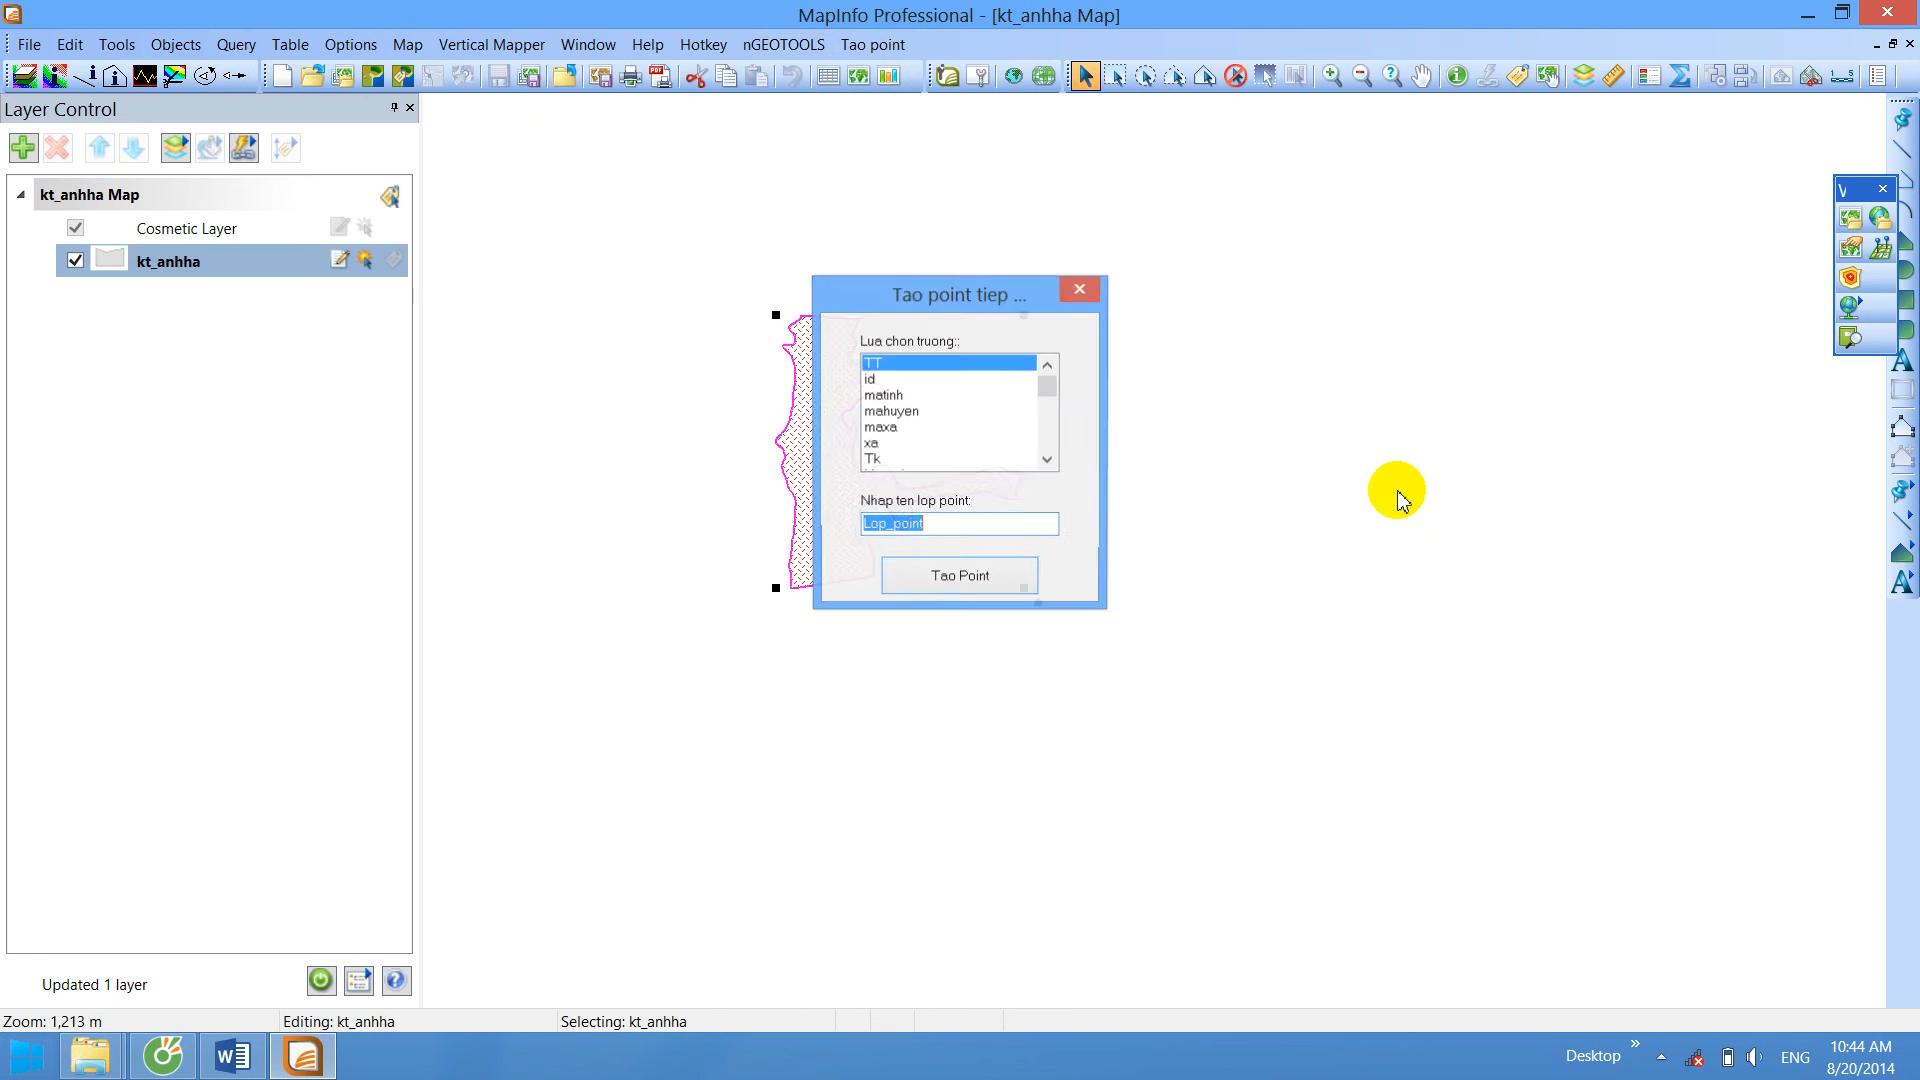 MapInfo Professional - [kt_anhha Map]
File Edit Tools Objects Query Table Options Map Vertical Mapper Window Help Hotkey nGEOTOOLS Tao point
Layer Control
kt_anhha Map
Cosmetic Layer
kt_anhha
Updated 1 layer
Tao point tiep ...
Lua chon truong::
TT
id
matinh
mahuyen
maxa
xa
Tk
Nhap ten lop point:
Lop_point
Tao Point
V
Zoom: 1,213 m
Editing: kt_anhha
Selecting: kt_anhha
Desktop
ENG
10:44 AM
8/20/2014